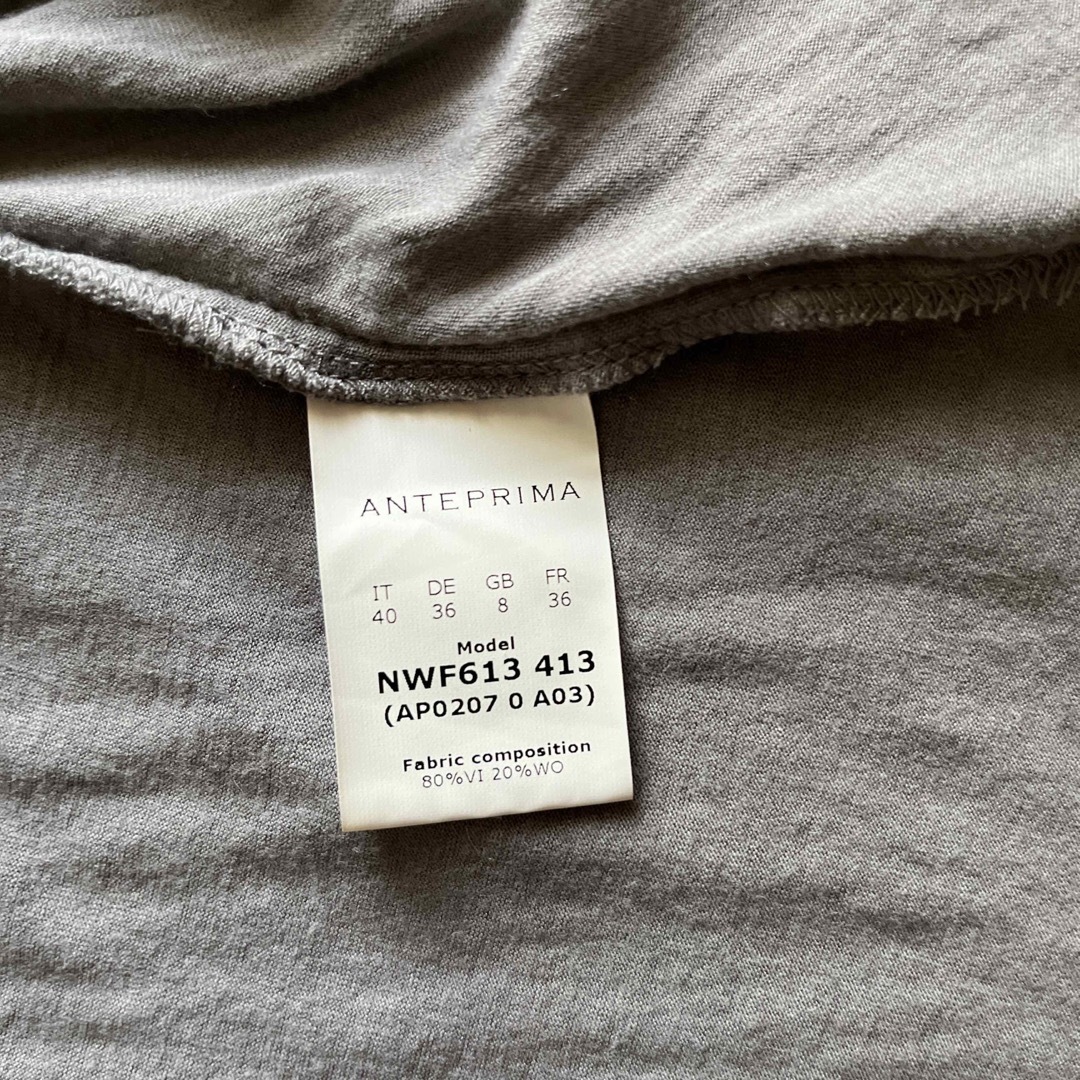 ANTEPRIMA
IT DE GB FR
40 36 8 36
Model
NWF613 413
(AP0207 0 A03)
Fabric composition
80%VI 20%WO